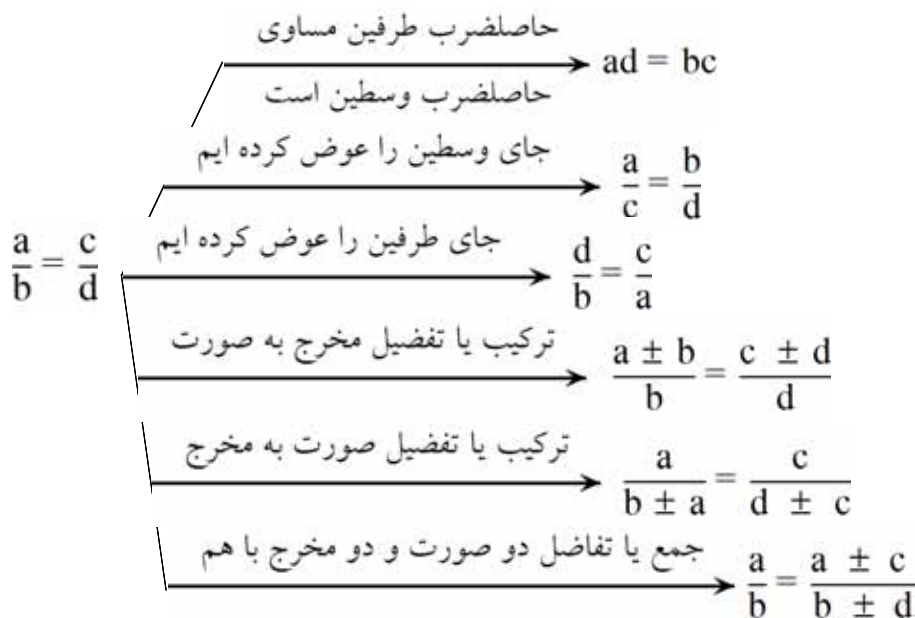 حاصلضرب طرفین مساوی
ad = bc
حاصلضرب وسطین است
جای وسطین را عوض کرده ایم
a/c = b/d
جای طرفین را عوض کرده ایم
a/b = c/d
d/b = c/a
ترکیب یا تفضیل مخرج به صورت
a ± b/b = c ± d/d
ترکیب یا تفضیل صورت به مخرج
a/b ± a = c/d ± c
جمع یا تفاضل دو صورت و دو مخرج با هم
a/b = a ± c/b ± d